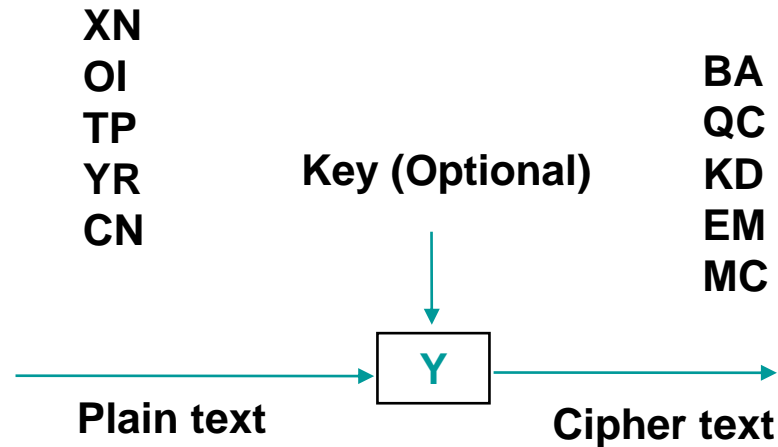 XN
OI
TP
YR
CN
Key (Optional)
BA
QC
KD
EM
MC
Y
Plain text
Cipher text